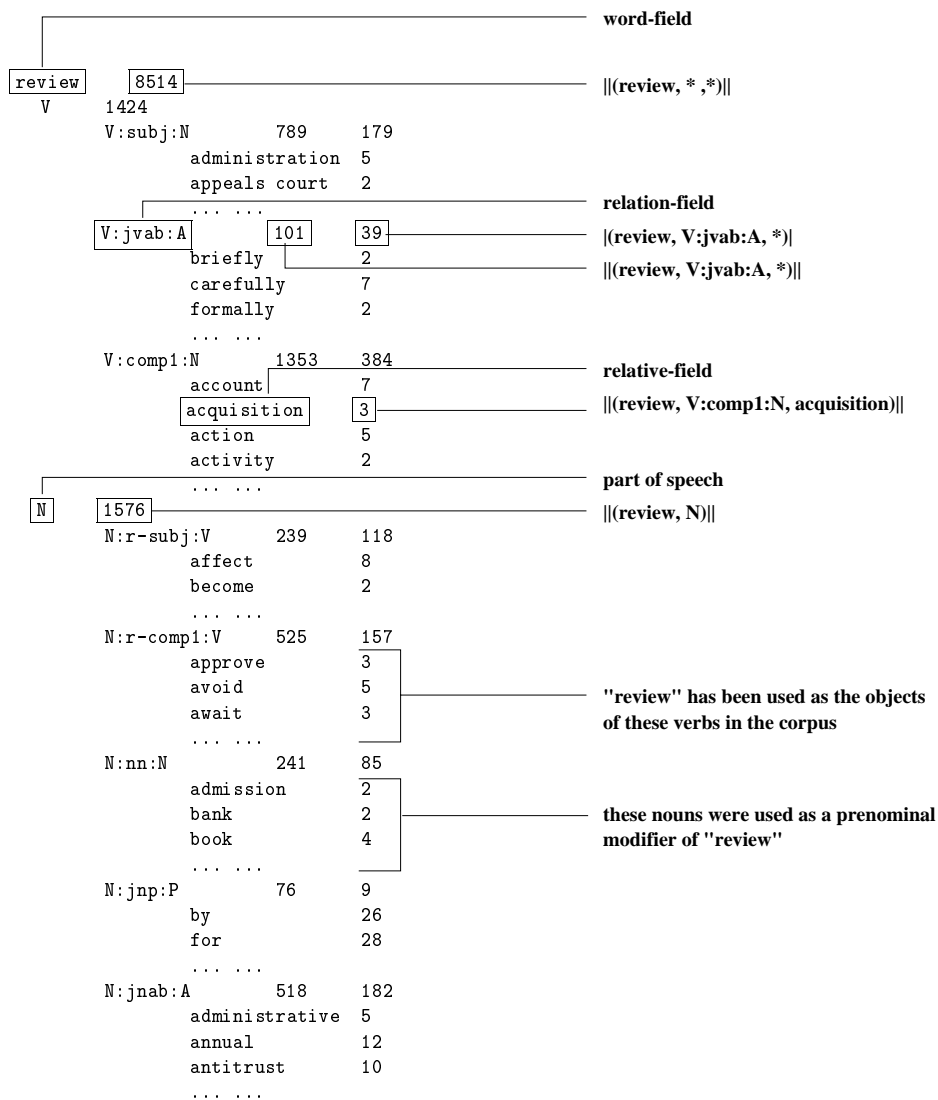 word-field
review 8514 ||(review, * ,*)||
V 1424
V:subj:N 789 179
administration 5
appeals court 2
... ...
relation-field
V:jvab:A 101 39 |(review, V:jvab:A, *)|
briefly 2 ||(review, V:jvab:A, *)||
carefully 7
formally 2
... ...
V:comp1:N 1353 384
relative-field
account 7
acquisition 3 ||(review, V:comp1:N, acquisition)||
action 5
activity 2
... ...
part of speech
N 1576 ||(review, N)||
N:r-subj:V 239 118
affect 8
become 2
... ...
N:r-comp1:V 525 157
approve 3
avoid 5
await 3
... ...
"review" has been used as the objects
of these verbs in the corpus
N:nn:N 241 85
admission 2
bank 2
book 4
... ...
these nouns were used as a prenominal
modifier of "review"
N:jnp:P 76 9
by 26
for 28
... ...
N:jnab:A 518 182
administrative 5
annual 12
antitrust 10
... ...